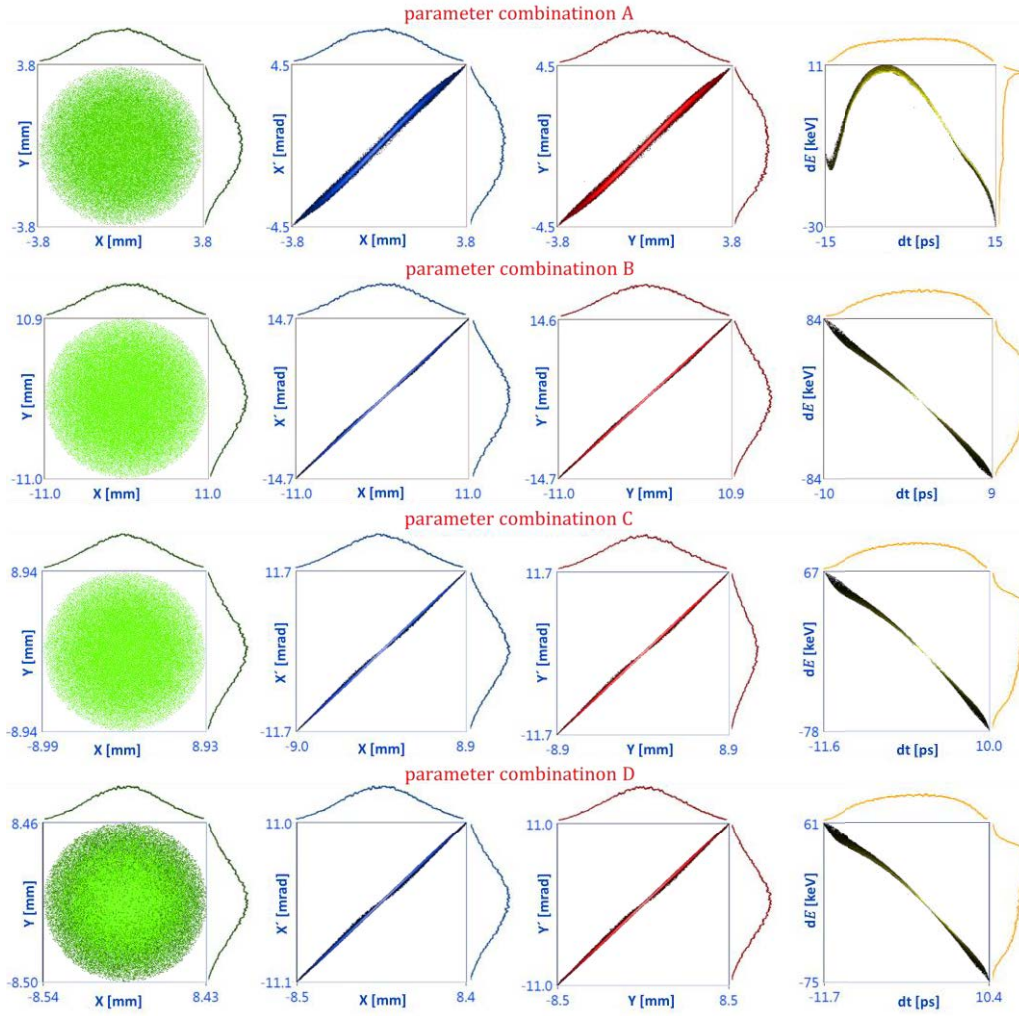 parameter combinatinon A
3.8 4.5 4.5 11
Y [mm] X´ [mrad] Y´ [mrad] dE [keV]
-3.8 -4.5 -4.5 -30
-3.8 X [mm] 3.8 -3.8 X [mm] 3.8 -3.8 Y [mm] 3.8 -15 dt [ps] 15
parameter combinatinon B
10.9 14.7 14.6 84
Y [mm] X´ [mrad] Y´ [mrad] dE [keV]
-11.0 -14.7 -14.7 -84
-11.0 X [mm] 11.0 -11.0 X [mm] 11.0 -11.0 Y [mm] 10.9 -10 dt [ps] 9
parameter combinatinon C
8.94 11.7 11.7 67
Y [mm] X´ [mrad] Y´ [mrad] dE [keV]
-8.94 -11.7 -11.7 -78
-8.99 X [mm] 8.93 -9.0 X [mm] 8.9 -8.9 Y [mm] 8.9 -11.6 dt [ps] 10.0
parameter combinatinon D
8.46 11.0 11.0 61
Y [mm] X´ [mrad] Y´ [mrad] dE [keV]
-8.50 -11.1 -11.0 -75
-8.54 X [mm] 8.43 -8.5 X [mm] 8.4 -8.5 Y [mm] 8.5 -11.7 dt [ps] 10.4